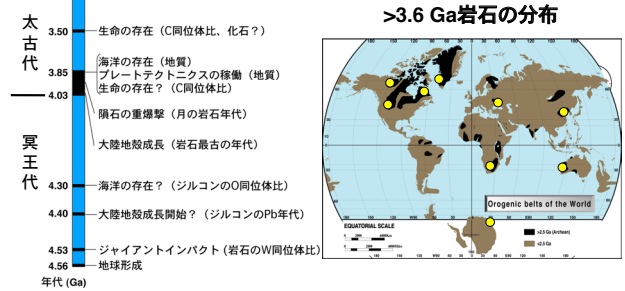 >3.6 Ga岩石の分布
太古代
3.50 生命の存在（C同位体比、化石？）
海洋の存在（地質）
3.85 プレートテクトニクスの稼働（地質）
生命の存在？（C同位体比）
4.03
隕石の重爆撃（月の岩石年代）
大陸地殻成長（岩石最古の年代）
冥王代
4.30 海洋の存在？（ジルコンのO同位体比）
4.40 大陸地殻成長開始？（ジルコンのPb年代）
4.53 ジャイアントインパクト（岩石のW同位体比）
4.56 地球形成
年代 (Ga)
Orogenic belts of the World
EQUATORIAL SCALE
>2.5 Ga (Archean)
<2.5 Ga